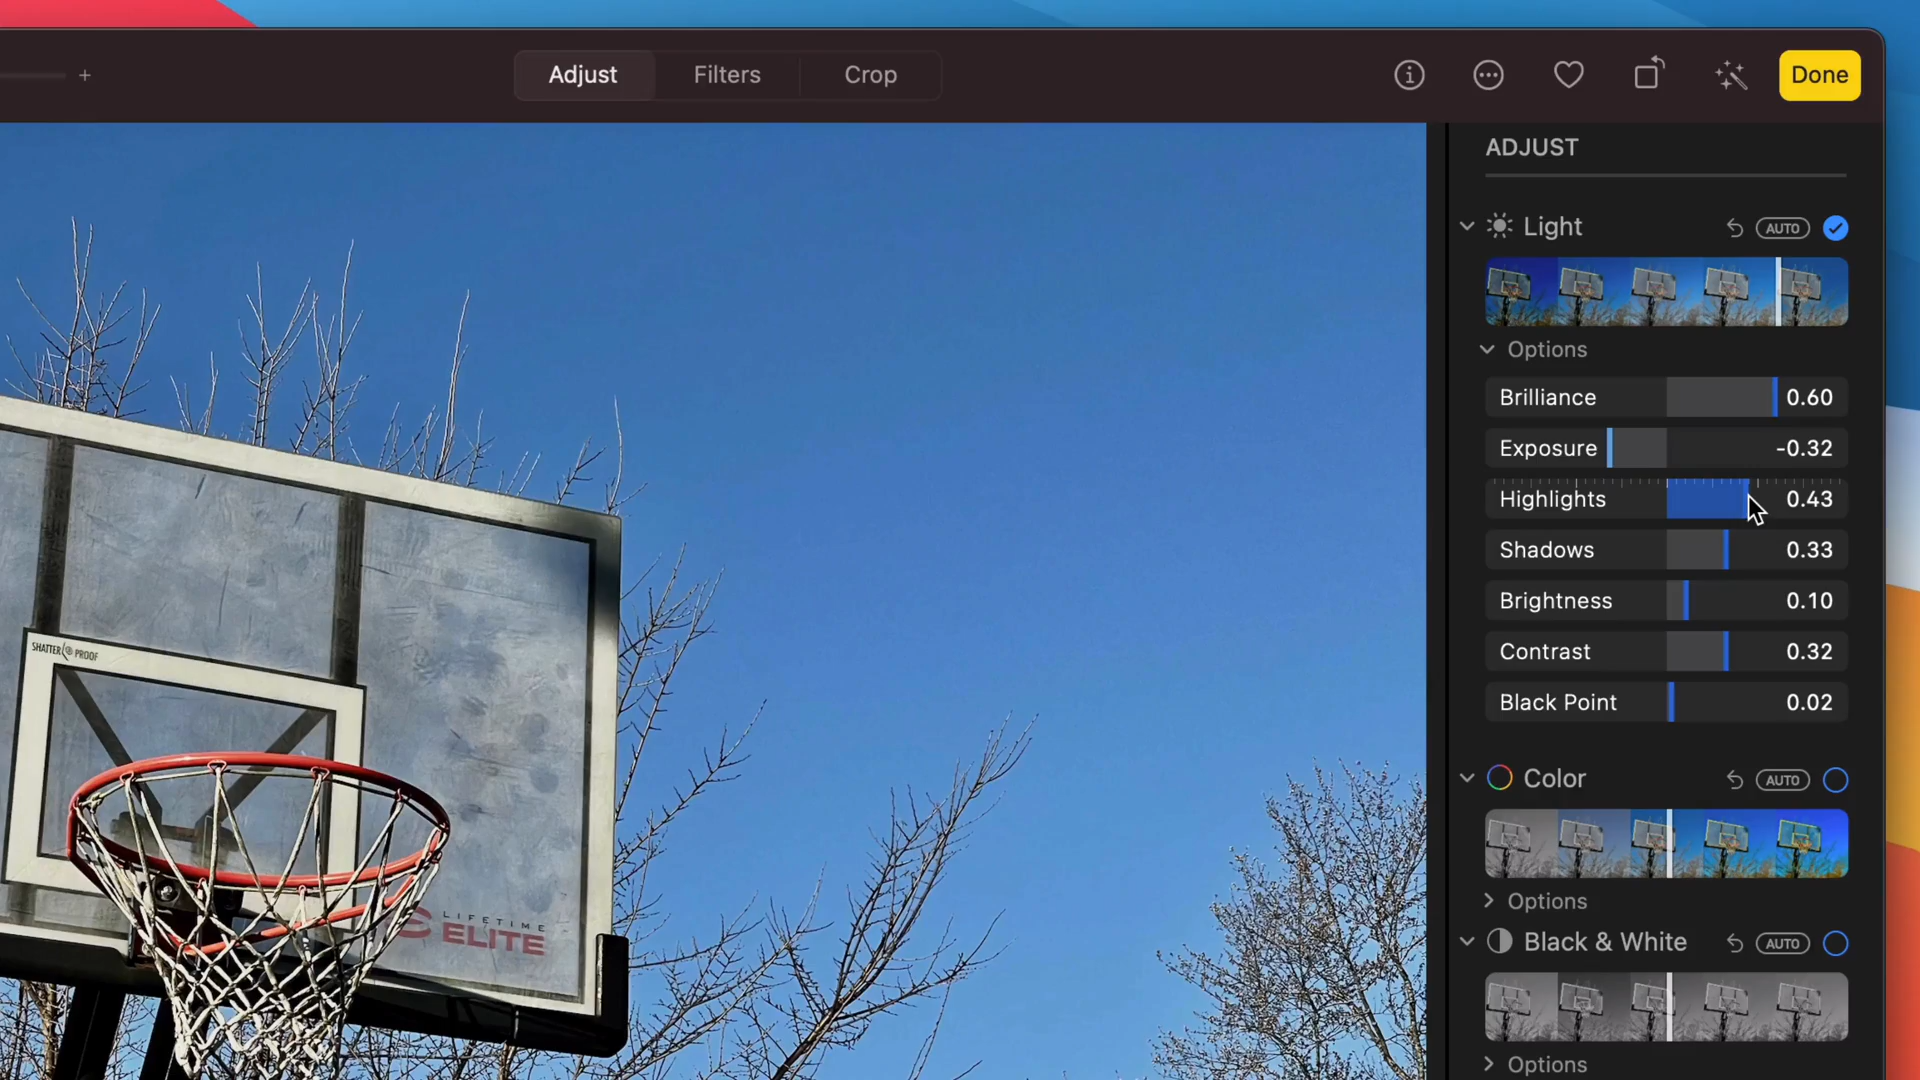 +
Adjust
Filters
Crop
Done
ADJUST
Light
AUTO
Options
Brilliance 0.60
Exposure -0.32
Highlights 0.43
Shadows 0.33
Brightness 0.10
Contrast 0.32
Black Point 0.02
Color
AUTO
Options
Black & White
AUTO
Options
SHATTER PROOF
LIFETIME
ELITE